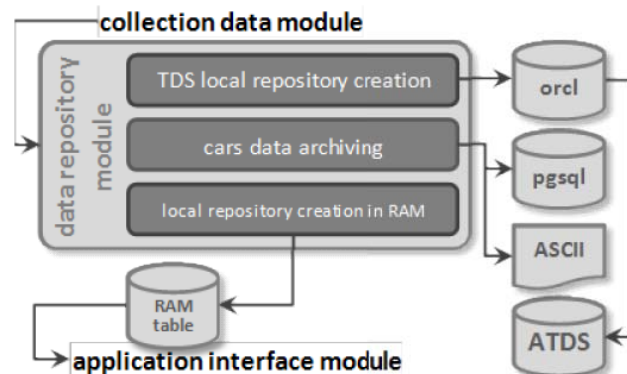 collection data module
data repository
module
TDS local repository creation
cars data archiving
local repository creation in RAM
orcl
pgsql
ASCII
ATDS
RAM
table
application interface module